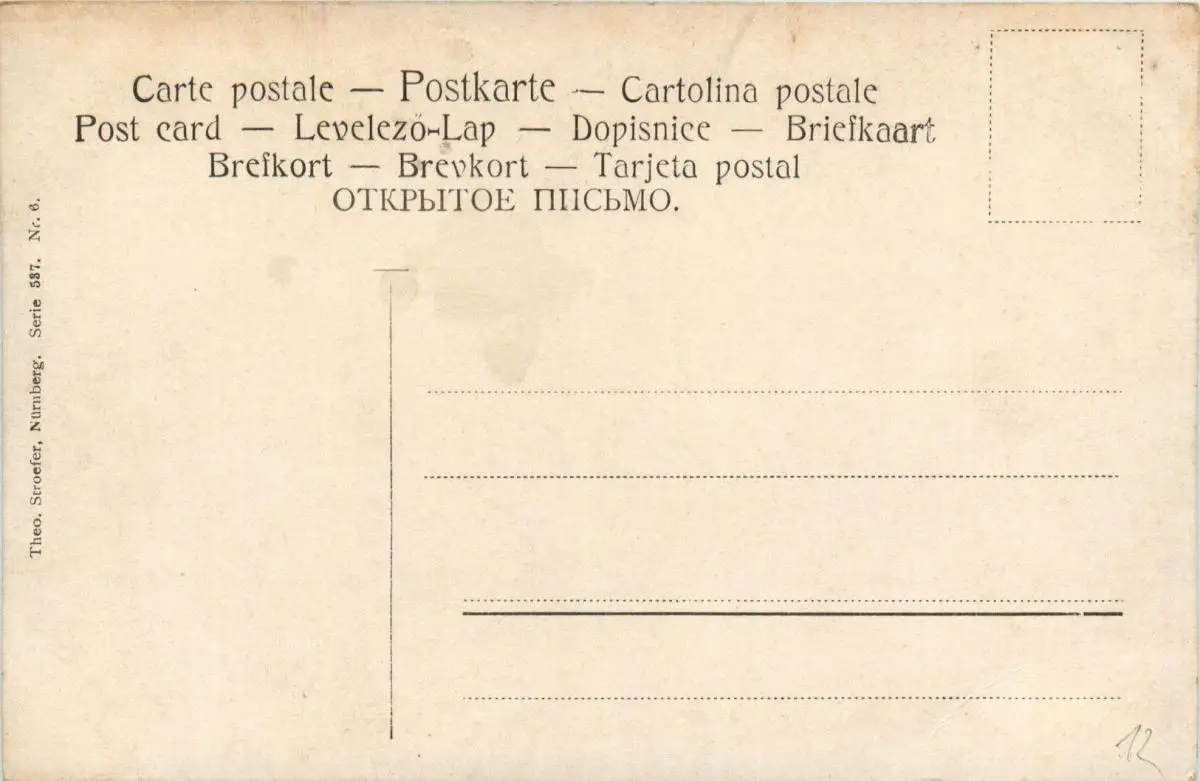 Carte postale — Postkarte — Cartolina postale
Post card — Levelező-Lap — Dopisnice — Briefkaart
Brefkort — Brevkort — Tarjeta postal
ОТКРЫТОЕ ПИСЬМО.
Theo. Stroefer, Nürnberg. Serie 537. Nr. 6.
12